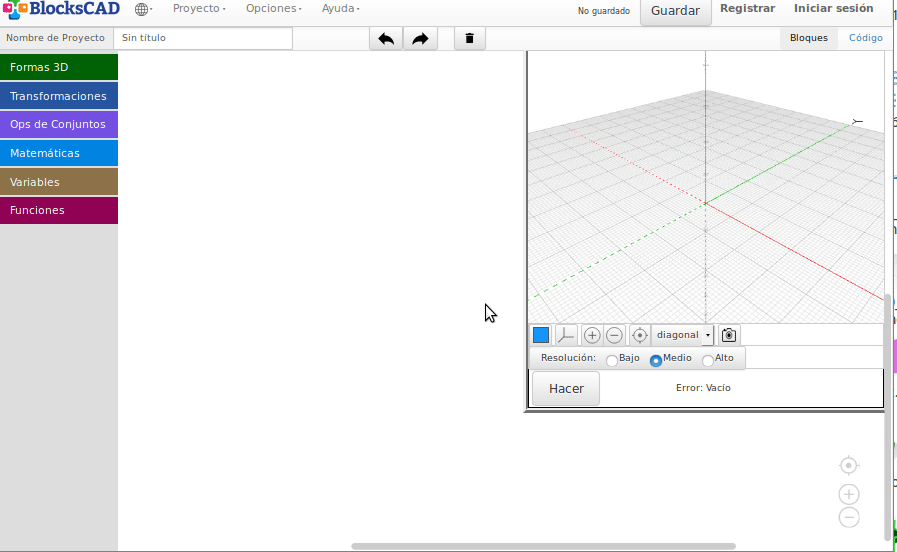 BlocksCAD
Proyecto
Opciones
Ayuda
No guardado
Guardar
Registrar
Iniciar sesión
Nombre de Proyecto
Sin título
Bloques
Código
Formas 3D
Transformaciones
Ops de Conjuntos
Matemáticas
Variables
Funciones
diagonal
Resolución:
Bajo
Medio
Alto
Hacer
Error: Vacío